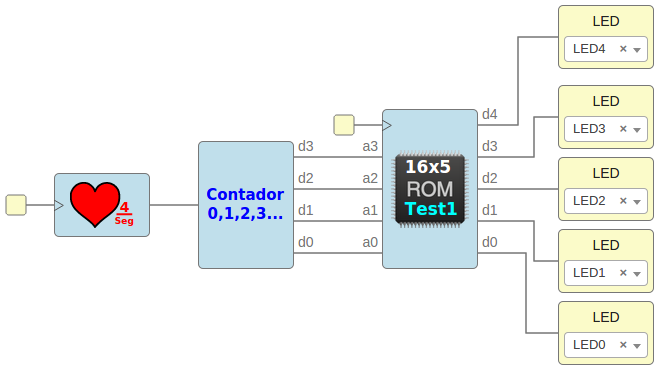 4
Seg
Contador
0,1,2,3...
d3
d2
d1
d0
a3
a2
a1
a0
16x5
ROM
Test1
d4
d3
d2
d1
d0
LED
LED4 ×
LED
LED3 ×
LED
LED2 ×
LED
LED1 ×
LED
LED0 ×